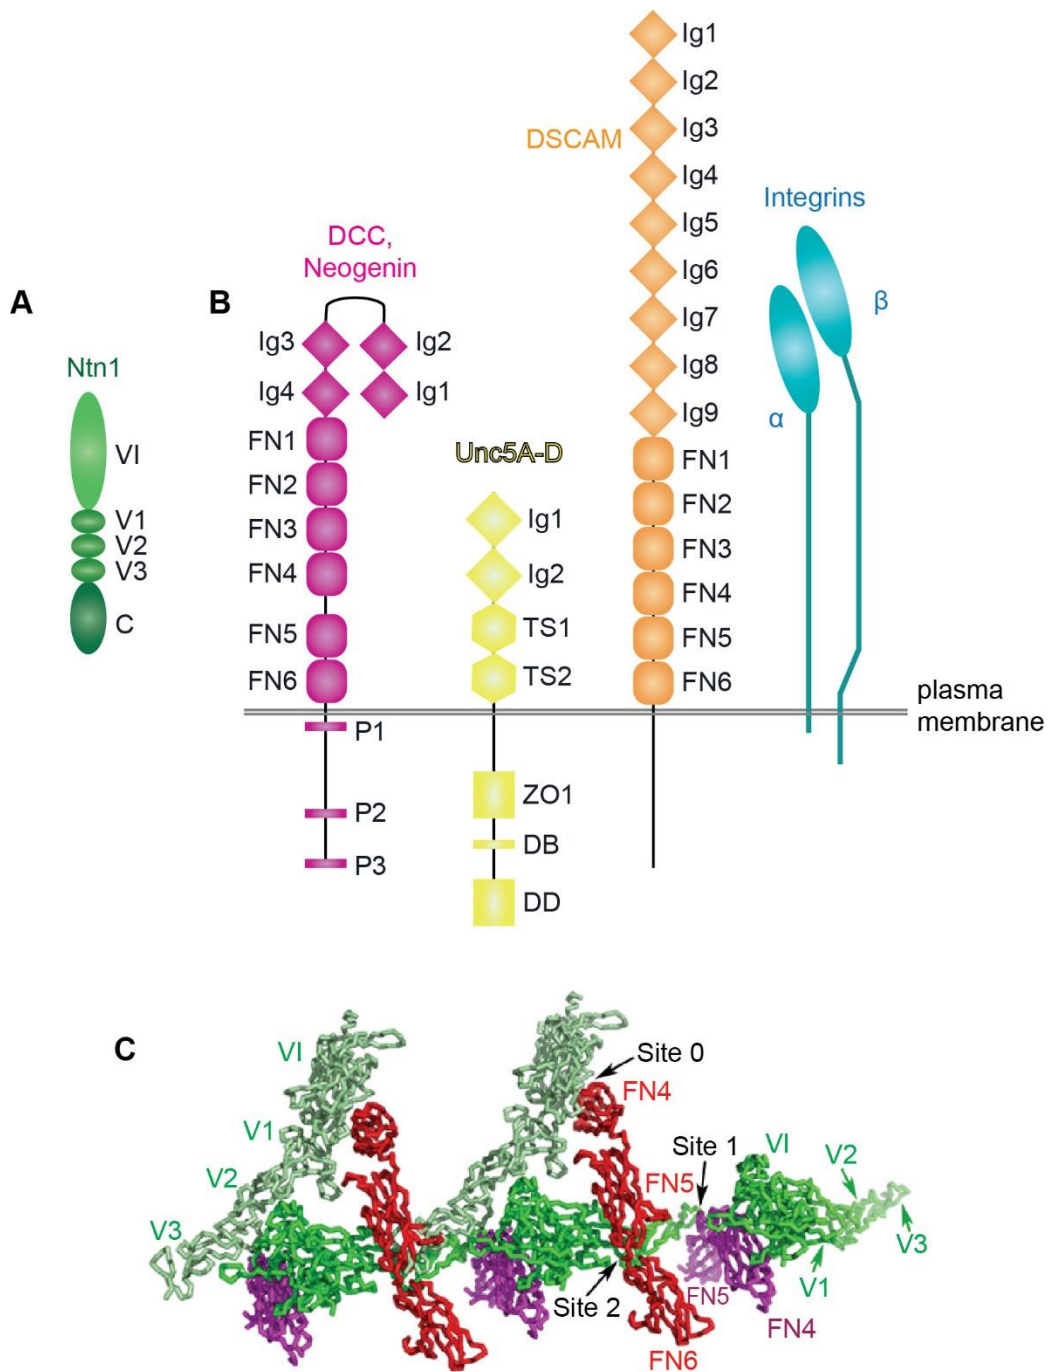 A
Ntn1
VI
V1
V2
V3
C
B
DCC,
Neogenin
Ig3
Ig2
Ig4
Ig1
FN1
FN2
FN3
FN4
FN5
FN6
P1
P2
P3
Unc5A-D
Ig1
Ig2
TS1
TS2
ZO1
DB
DD
DSCAM
Ig1
Ig2
Ig3
Ig4
Ig5
Ig6
Ig7
Ig8
Ig9
FN1
FN2
FN3
FN4
FN5
FN6
Integrins
β
α
plasma
membrane
C
VI
V1
V2
V3
Site 0
FN4
Site 1
FN5
Site 2
FN6
VI
V2
V3
V1
FN5
FN4